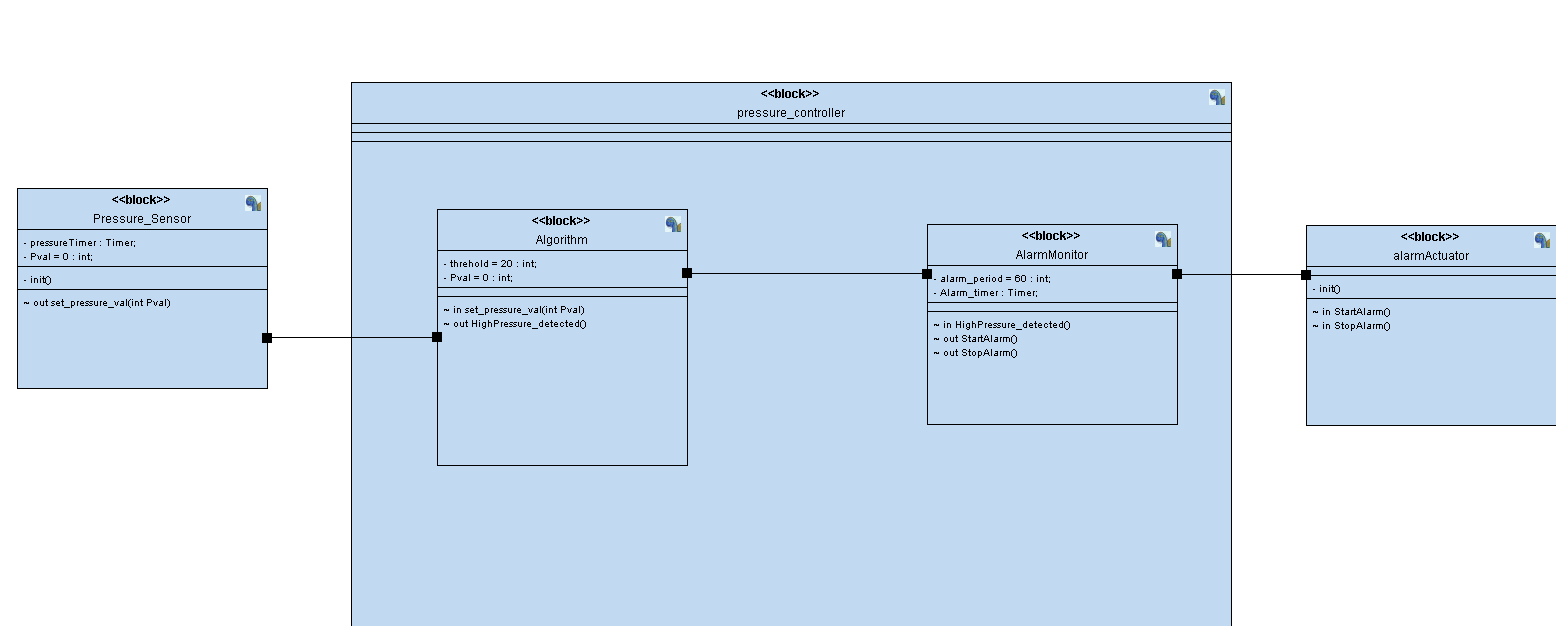 <<block>>
pressure_controller
<<block>>
Pressure_Sensor
- pressureTimer : Timer;
- Pval = 0 : int;
- init()
~ out set_pressure_val(int Pval)
<<block>>
Algorithm
- threhold = 20 : int;
- Pval = 0 : int;
~ in set_pressure_val(int Pval)
~ out HighPressure_detected()
<<block>>
AlarmMonitor
- alarm_period = 60 : int;
- Alarm_timer : Timer;
~ in HighPressure_detected()
~ out StartAlarm()
~ out StopAlarm()
<<block>>
alarmActuator
- init()
~ in StartAlarm()
~ in StopAlarm()